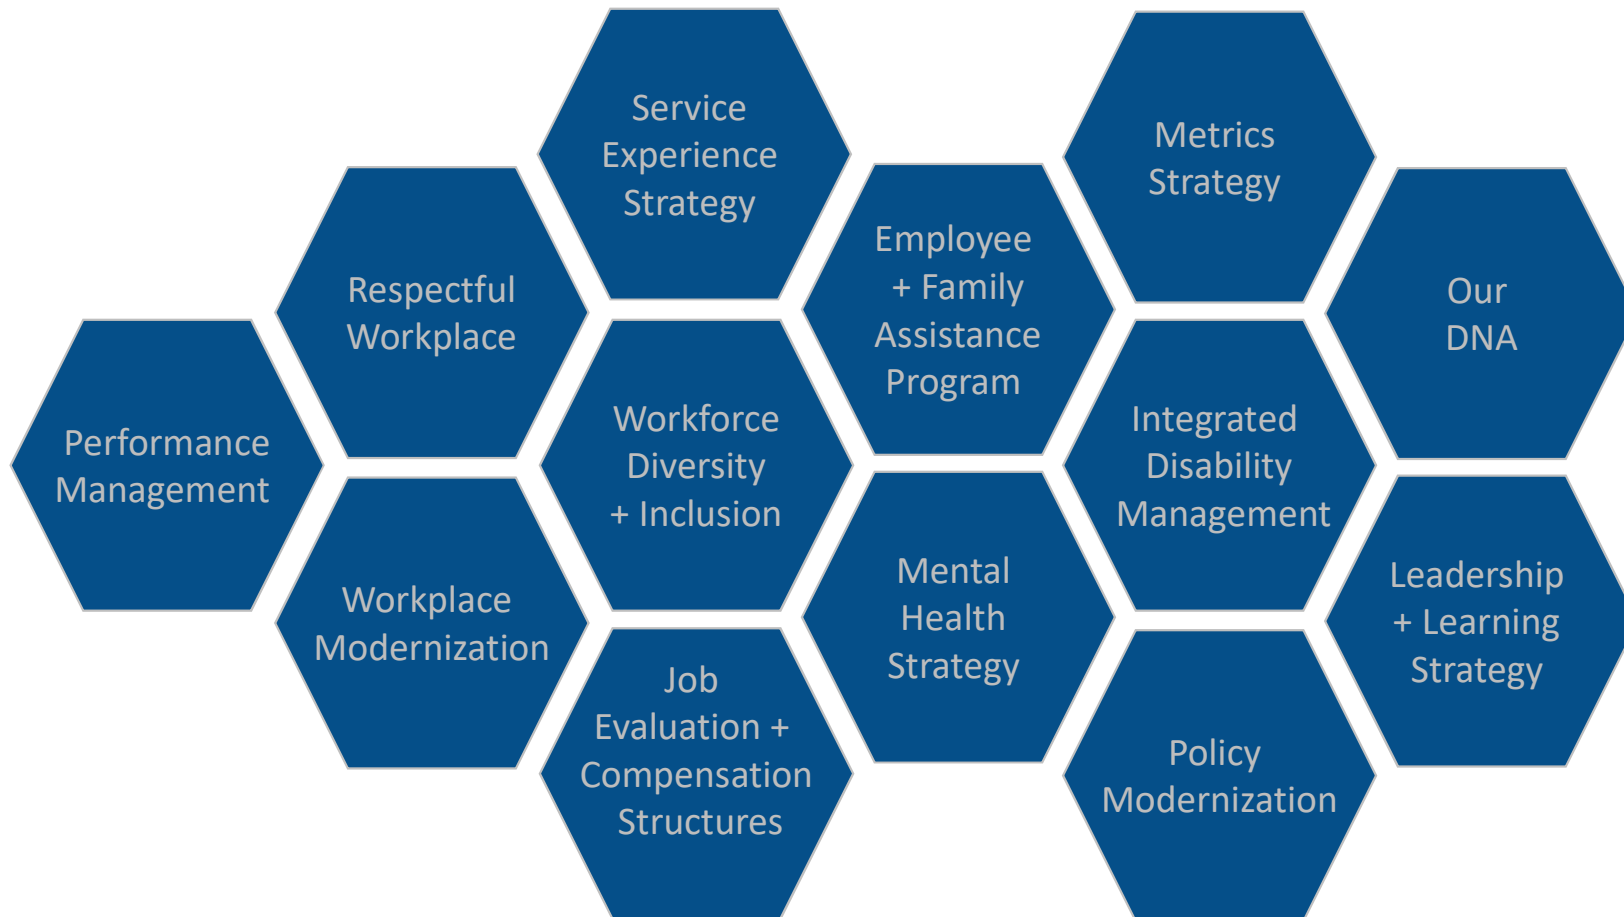 Service
Experience
Strategy
Metrics
Strategy
Respectful
Workplace
Employee
+ Family
Assistance
Program
Our
DNA
Performance
Management
Workforce
Diversity
+ Inclusion
Integrated
Disability
Management
Workplace
Modernization
Mental
Health
Strategy
Leadership
+ Learning
Strategy
Job
Evaluation +
Compensation
Structures
Policy
Modernization